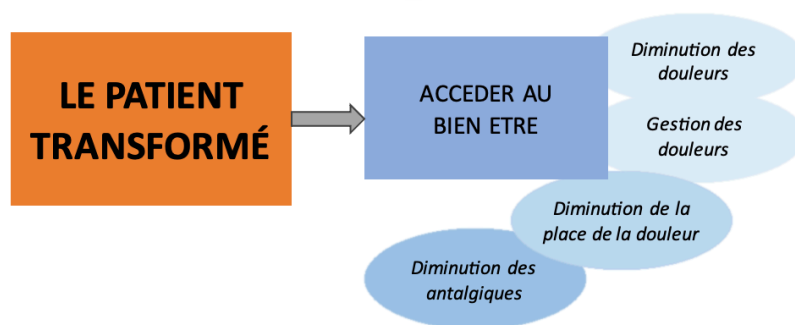 LE PATIENT
TRANSFORMÉ
ACCEDER AU
BIEN ETRE
Diminution des
douleurs
Gestion des
douleurs
Diminution de la
place de la douleur
Diminution des
antalgiques